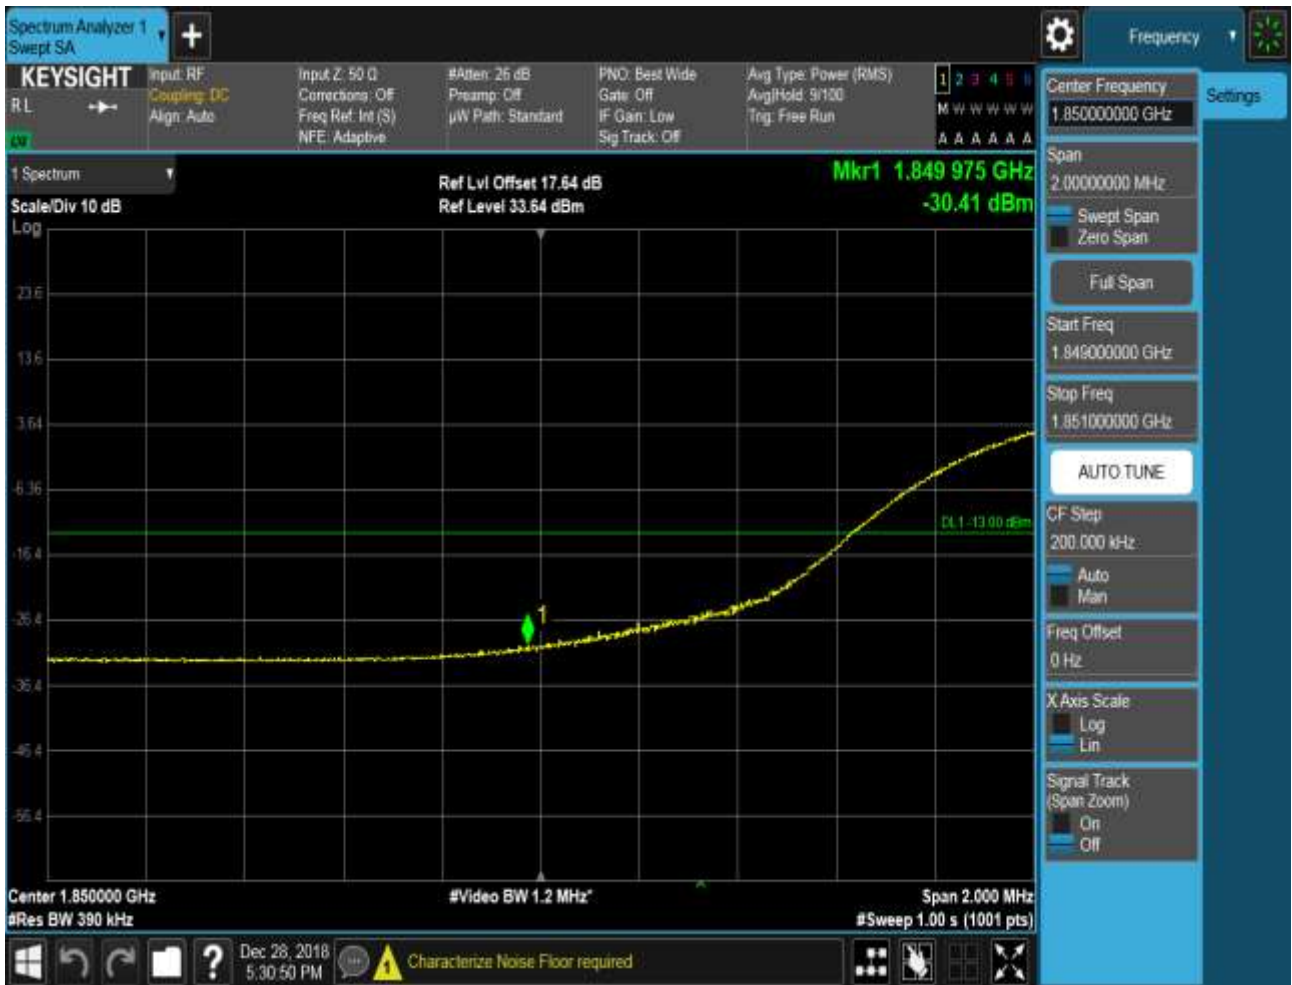 Spectrum Analyzer 1
Swept SA
Frequency
KEYSIGHT
RL
Input: RF
Coupling: DC
Align: Auto
Input Z: 50 Ω
Corrections: Off
Freq Ref: Int (S)
NFE: Adaptive
#Atten: 26 dB
Preamp: Off
µW Path: Standard
PNO: Best Wide
Gate: Off
IF Gain: Low
Sig Track: Off
Avg Type: Power (RMS)
Avg|Hold: 9/100
Trig: Free Run
1 2 3 4 5 6
M W W W W W
A A A A A A
1 Spectrum
Scale/Div 10 dB
Log
Ref Lvl Offset 17.64 dB
Ref Level 33.64 dBm
Mkr1 1.849 975 GHz
-30.41 dBm
23.6
13.6
3.64
-6.36
DL1 -13.00 dBm
-16.4
1
-26.4
-36.4
-46.4
-56.4
Center 1.850000 GHz
#Video BW 1.2 MHz*
Span 2.000 MHz
#Res BW 390 kHz
#Sweep 1.00 s (1001 pts)
Center Frequency
1.850000000 GHz
Settings
Span
2.00000000 MHz
Swept Span
Zero Span
Full Span
Start Freq
1.849000000 GHz
Stop Freq
1.851000000 GHz
AUTO TUNE
CF Step
200.000 kHz
Auto
Man
Freq Offset
0 Hz
X Axis Scale
Log
Lin
Signal Track
(Span Zoom)
On
Off
?
Dec 28, 2018
5:30:50 PM
1
Characterize Noise Floor required